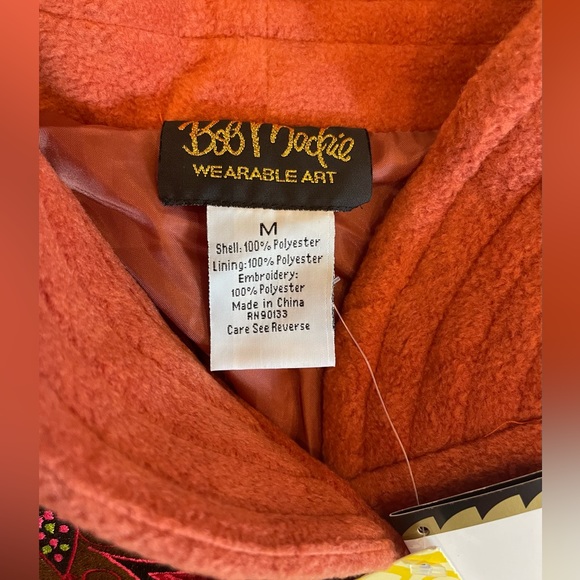 Bob Mackie
WEARABLE ART
M
Shell: 100% Polyester
Lining: 100% Polyester
Embroidery:
100% Polyester
Made in China
RN90133
Care See Reverse